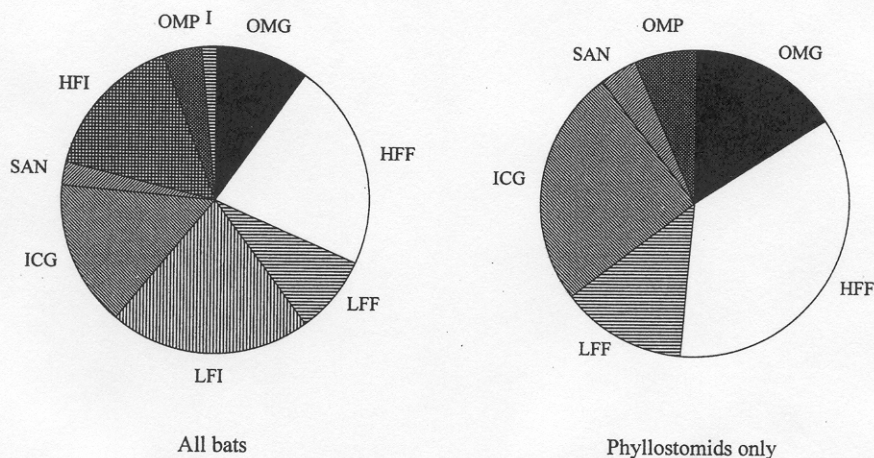 OMP I OMG
HFI
HFF
SAN
ICG
LFF
LFI
All bats
OMP
SAN
OMG
ICG
HFF
LFF
Phyllostomids only